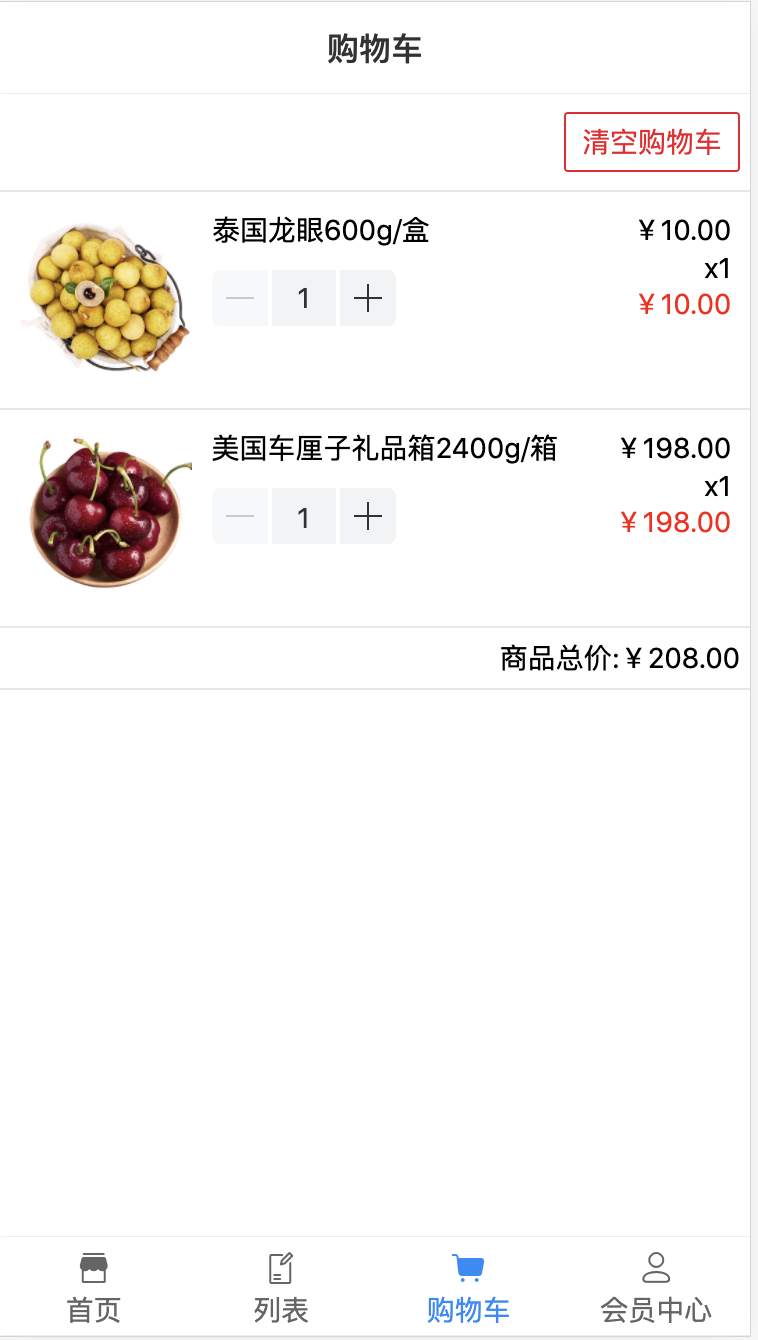 购物车
清空购物车
泰国龙眼600g/盒
￥10.00
x1
1
￥10.00
美国车厘子礼品箱2400g/箱
￥198.00
x1
1
￥198.00
商品总价:￥208.00
首页
列表
购物车
会员中心